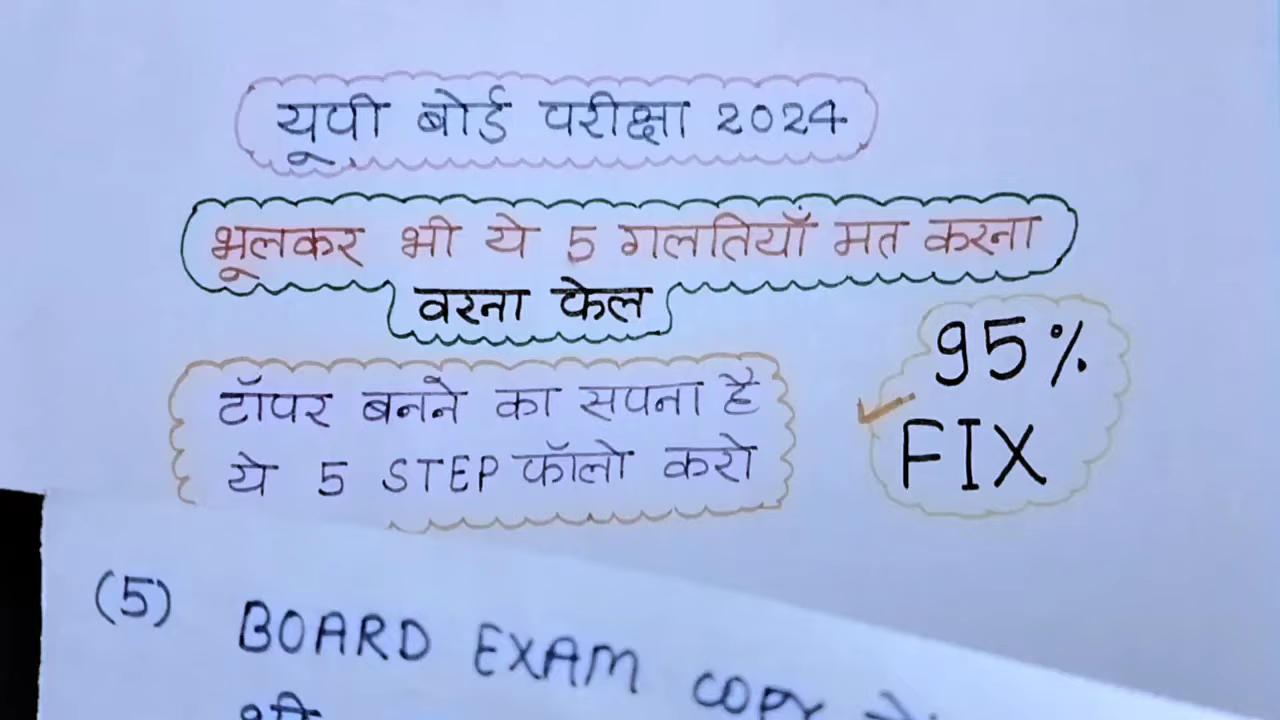 यूपी बोर्ड परीक्षा 2024
भूलकर भी ये 5 गलतियाँ मत करना
वरना फेल
95%
FIX
टॉपर बनने का सपना है
ये 5 STEP फॉलो करो
(5) BOARD EXAM COPY